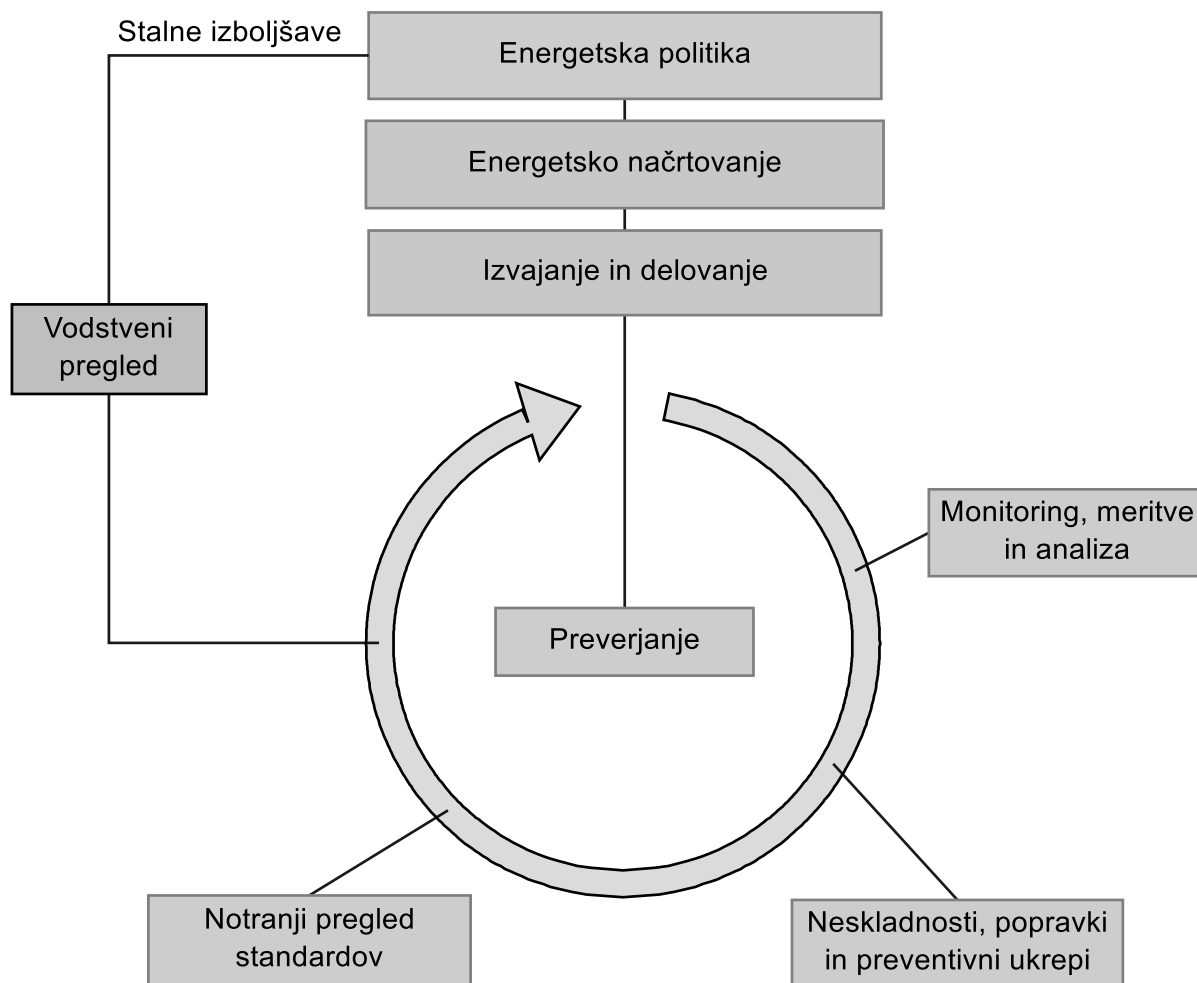 Stalne izboljšave
Energetska politika
Energetsko načrtovanje
Izvajanje in delovanje
Vodstveni
pregled
Monitoring, meritve
in analiza
Preverjanje
Notranji pregled
standardov
Neskladnosti, popravki
in preventivni ukrepi